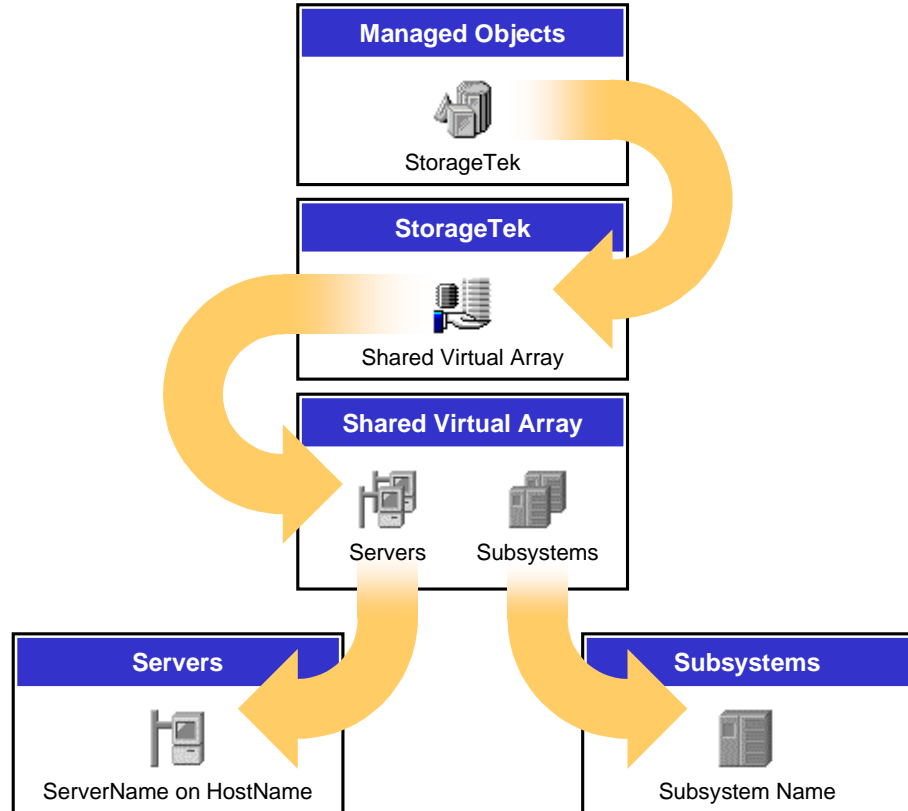 Managed Objects
StorageTek
StorageTek
Shared Virtual Array
Shared Virtual Array
Servers
Subsystems
Servers
ServerName on HostName
Subsystems
Subsystem Name